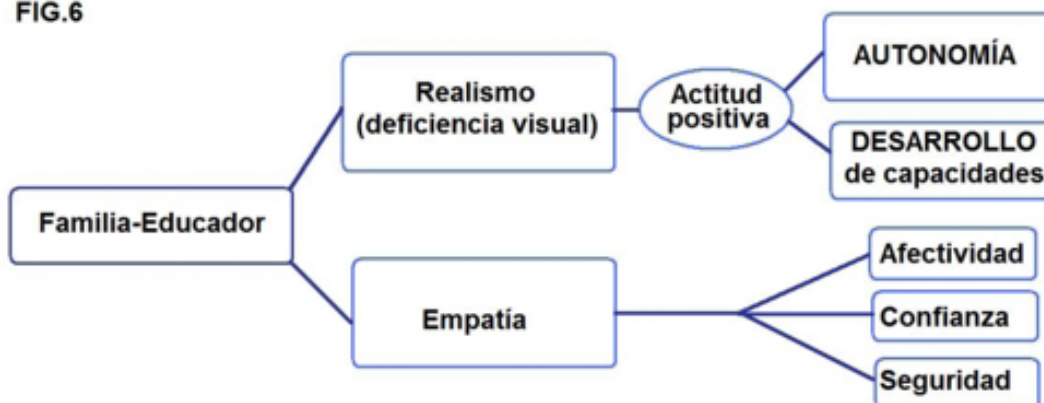 FIG.6
Realismo
(deficiencia visual)
Actitud
positiva
AUTONOMÍA
DESARROLLO
de capacidades
Familia-Educador
Empatía
Afectividad
Confianza
Seguridad